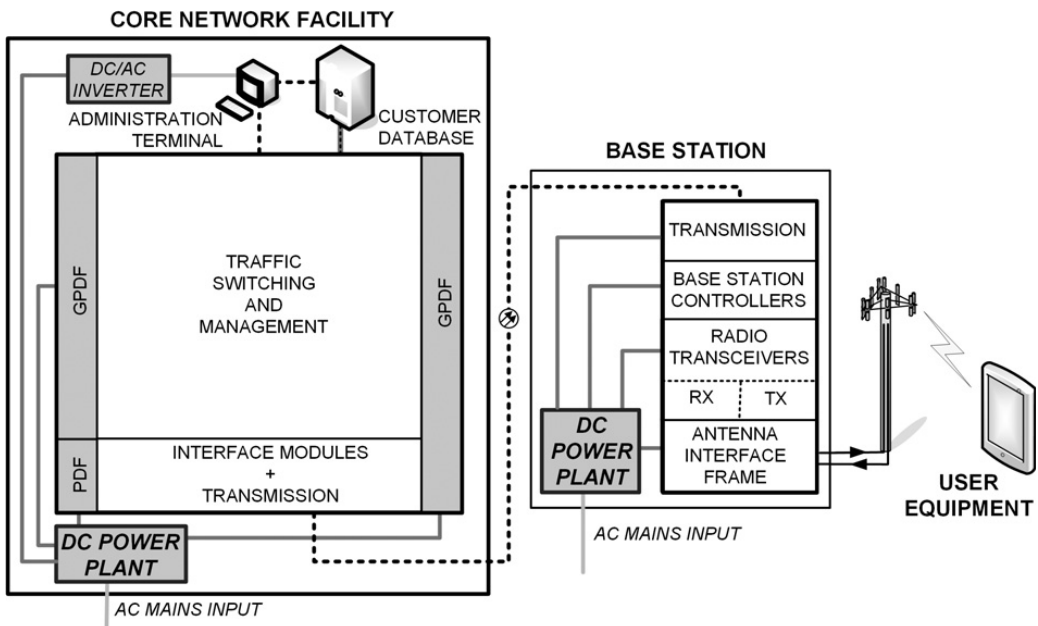 CORE NETWORK FACILITY
DC/AC
INVERTER
ADMINISTRATION
TERMINAL
CUSTOMER
DATABASE
GPDF
TRAFFIC
SWITCHING
AND
MANAGEMENT
GPDF
PDF
INTERFACE MODULES
+
TRANSMISSION
DC POWER
PLANT
AC MAINS INPUT
BASE STATION
TRANSMISSION
BASE STATION
CONTROLLERS
RADIO
TRANSCEIVERS
RX
TX
DC
POWER
PLANT
ANTENNA
INTERFACE
FRAME
AC MAINS INPUT
USER
EQUIPMENT